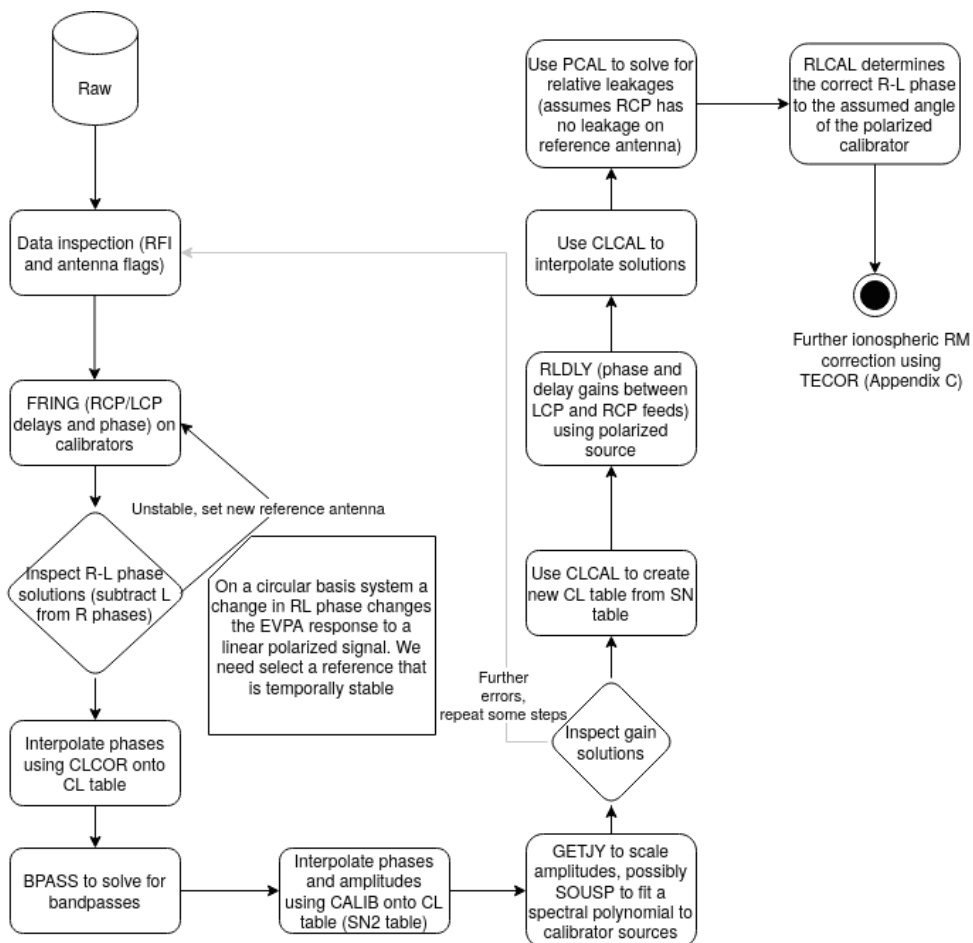 Raw
Data inspection (RFI
and antenna flags)
FRING (RCP/LCP
delays and phase) on
calibrators
Unstable, set new reference antenna
Inspect R-L phase
solutions (subtract L
from R phases)
On a circular basis system a
change in RL phase changes
the EVPA response to a
linear polarized signal. We
need select a reference that
is temporally stable
Interpolate phases
using CLCOR onto
CL table
BPASS to solve for
bandpasses
Interpolate phases
and amplitudes
using CALIB onto CL
table (SN2 table)
GETJY to scale
amplitudes, possibly
SOUSP to fit a
spectral polynomial to
calibrator sources
Inspect gain
solutions
Further
errors,
repeat some steps
Use CLCAL to create
new CL table from SN
table
RLDLY (phase and
delay gains between
LCP and RCP feeds)
using polarized
source
Use CLCAL to
interpolate solutions
Use PCAL to solve for
relative leakages
(assumes RCP has
no leakage on
reference antenna)
RLCAL determines
the correct R-L phase
to the assumed angle
of the polarized
calibrator
Further ionospheric RM
correction using
TECOR (Appendix C)